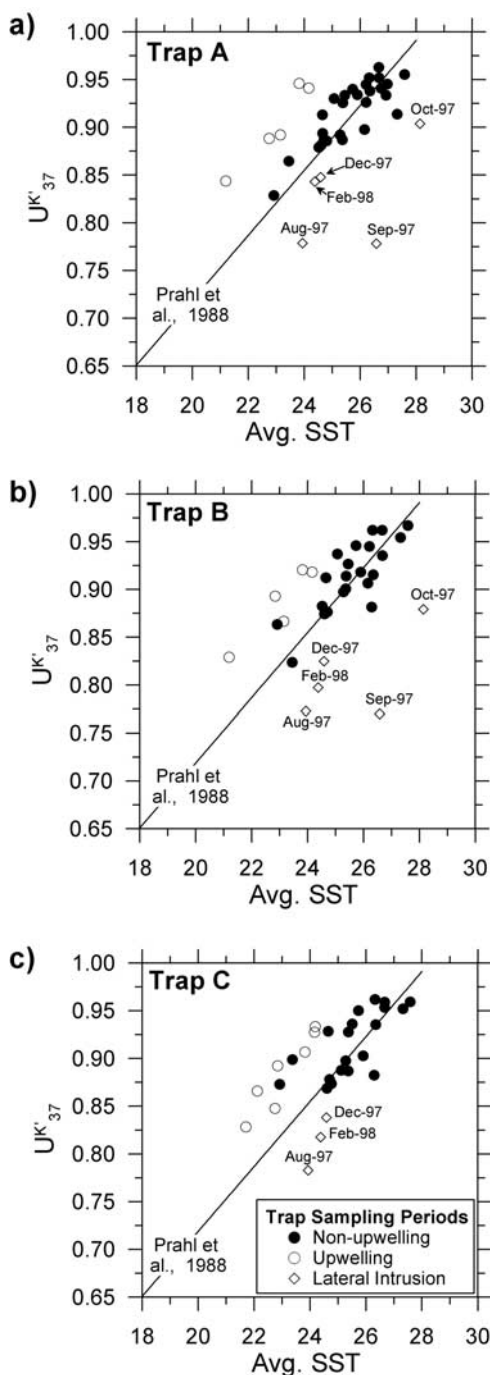 a)
Trap A
1.00
0.95
0.90
0.85
0.80
0.75
0.70
0.65
U^K'_37
Oct-97
Dec-97
Feb-98
Aug-97
Sep-97
Prahl et
al., 1988
18 20 22 24 26 28 30
Avg. SST
b)
Trap B
1.00
0.95
0.90
0.85
0.80
0.75
0.70
0.65
U^K'_37
Oct-97
Dec-97
Feb-98
Aug-97
Sep-97
Prahl et
al., 1988
18 20 22 24 26 28 30
Avg. SST
c)
Trap C
1.00
0.95
0.90
0.85
0.80
0.75
0.70
0.65
U^K'_37
Dec-97
Feb-98
Aug-97
Prahl et
al., 1988
Trap Sampling Periods
Non-upwelling
Upwelling
Lateral Intrusion
18 20 22 24 26 28 30
Avg. SST